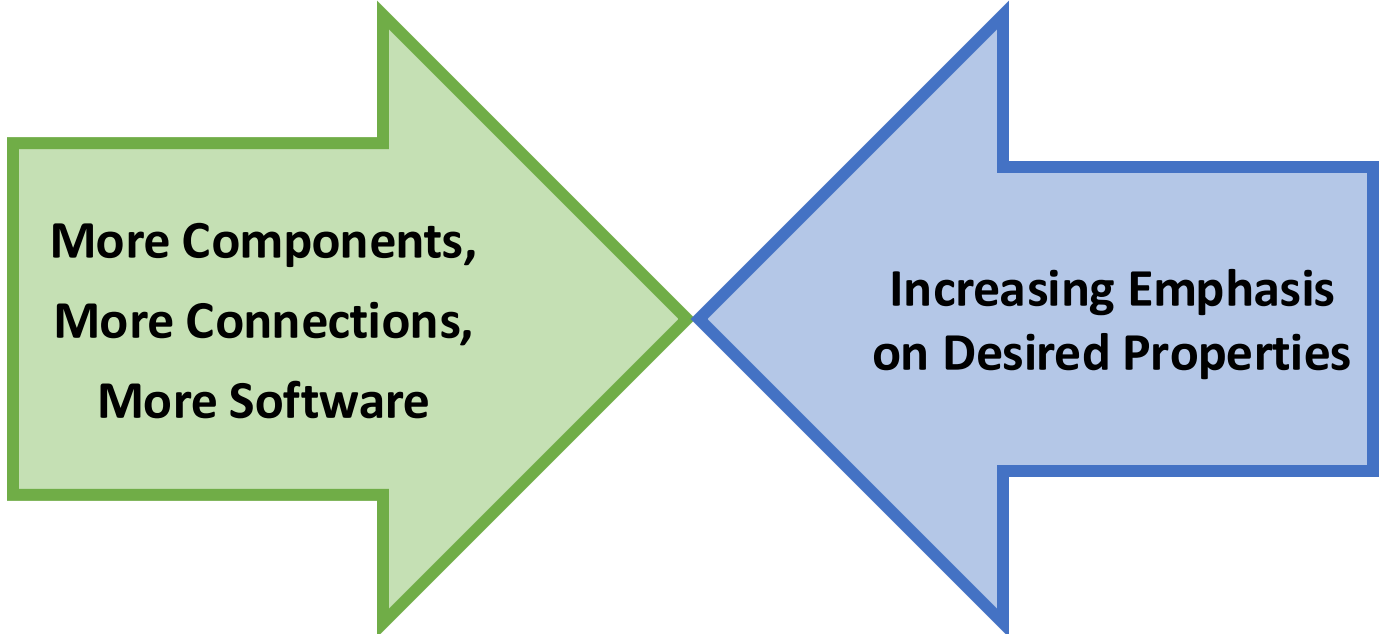 More Components,
More Connections,
More Software
Increasing Emphasis
on Desired Properties